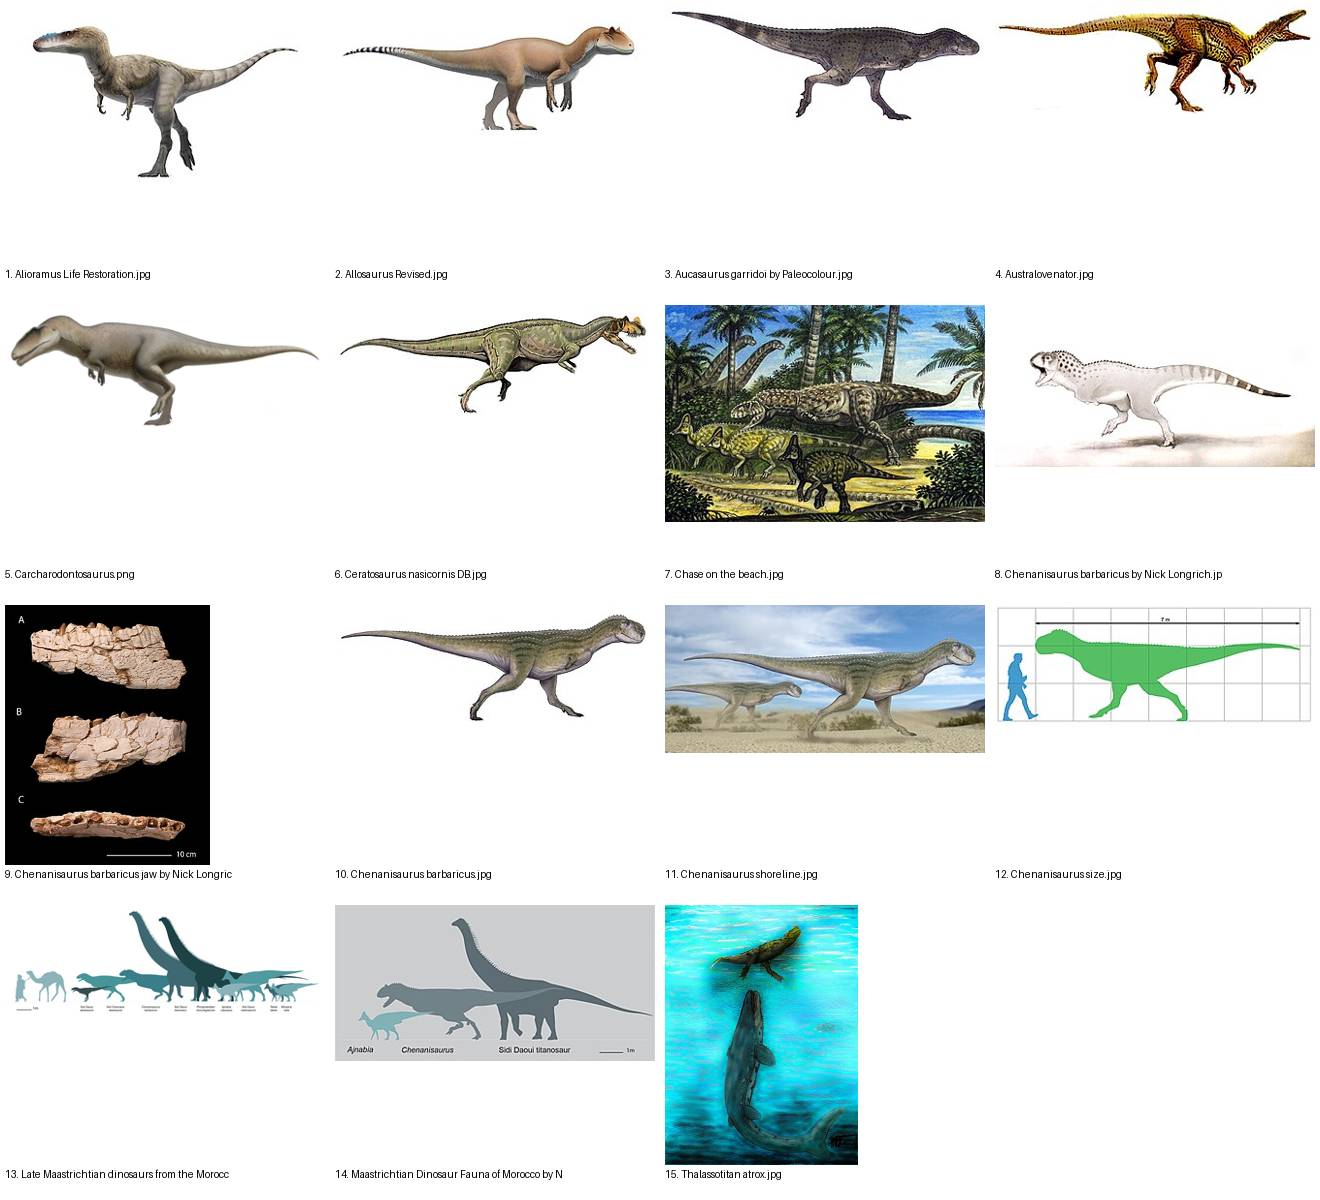 1. Alioramus Life Restoration.jpg
2. Allosaurus Revised.jpg
3. Aucasaurus garridoi by Paleocolour.jpg
4. Australovenator.jpg
5. Carcharodontosaurus.png
6. Ceratosaurus nasicornis DB.jpg
7. Chase on the beach.jpg
8. Chenanisaurus barbaricus by Nick Longrich.jp
A
B
C
10 cm
7 m
9. Chenanisaurus barbaricus jaw by Nick Longric
10. Chenanisaurus barbaricus.jpg
11. Chenanisaurus shoreline.jpg
12. Chenanisaurus size.jpg
Ajnabia
Chenanisaurus
Sidi Daoui titanosaur
1m
13. Late Maastrichtian dinosaurs from the Morocc
14. Maastrichtian Dinosaur Fauna of Morocco by N
15. Thalassotitan atrox.jpg